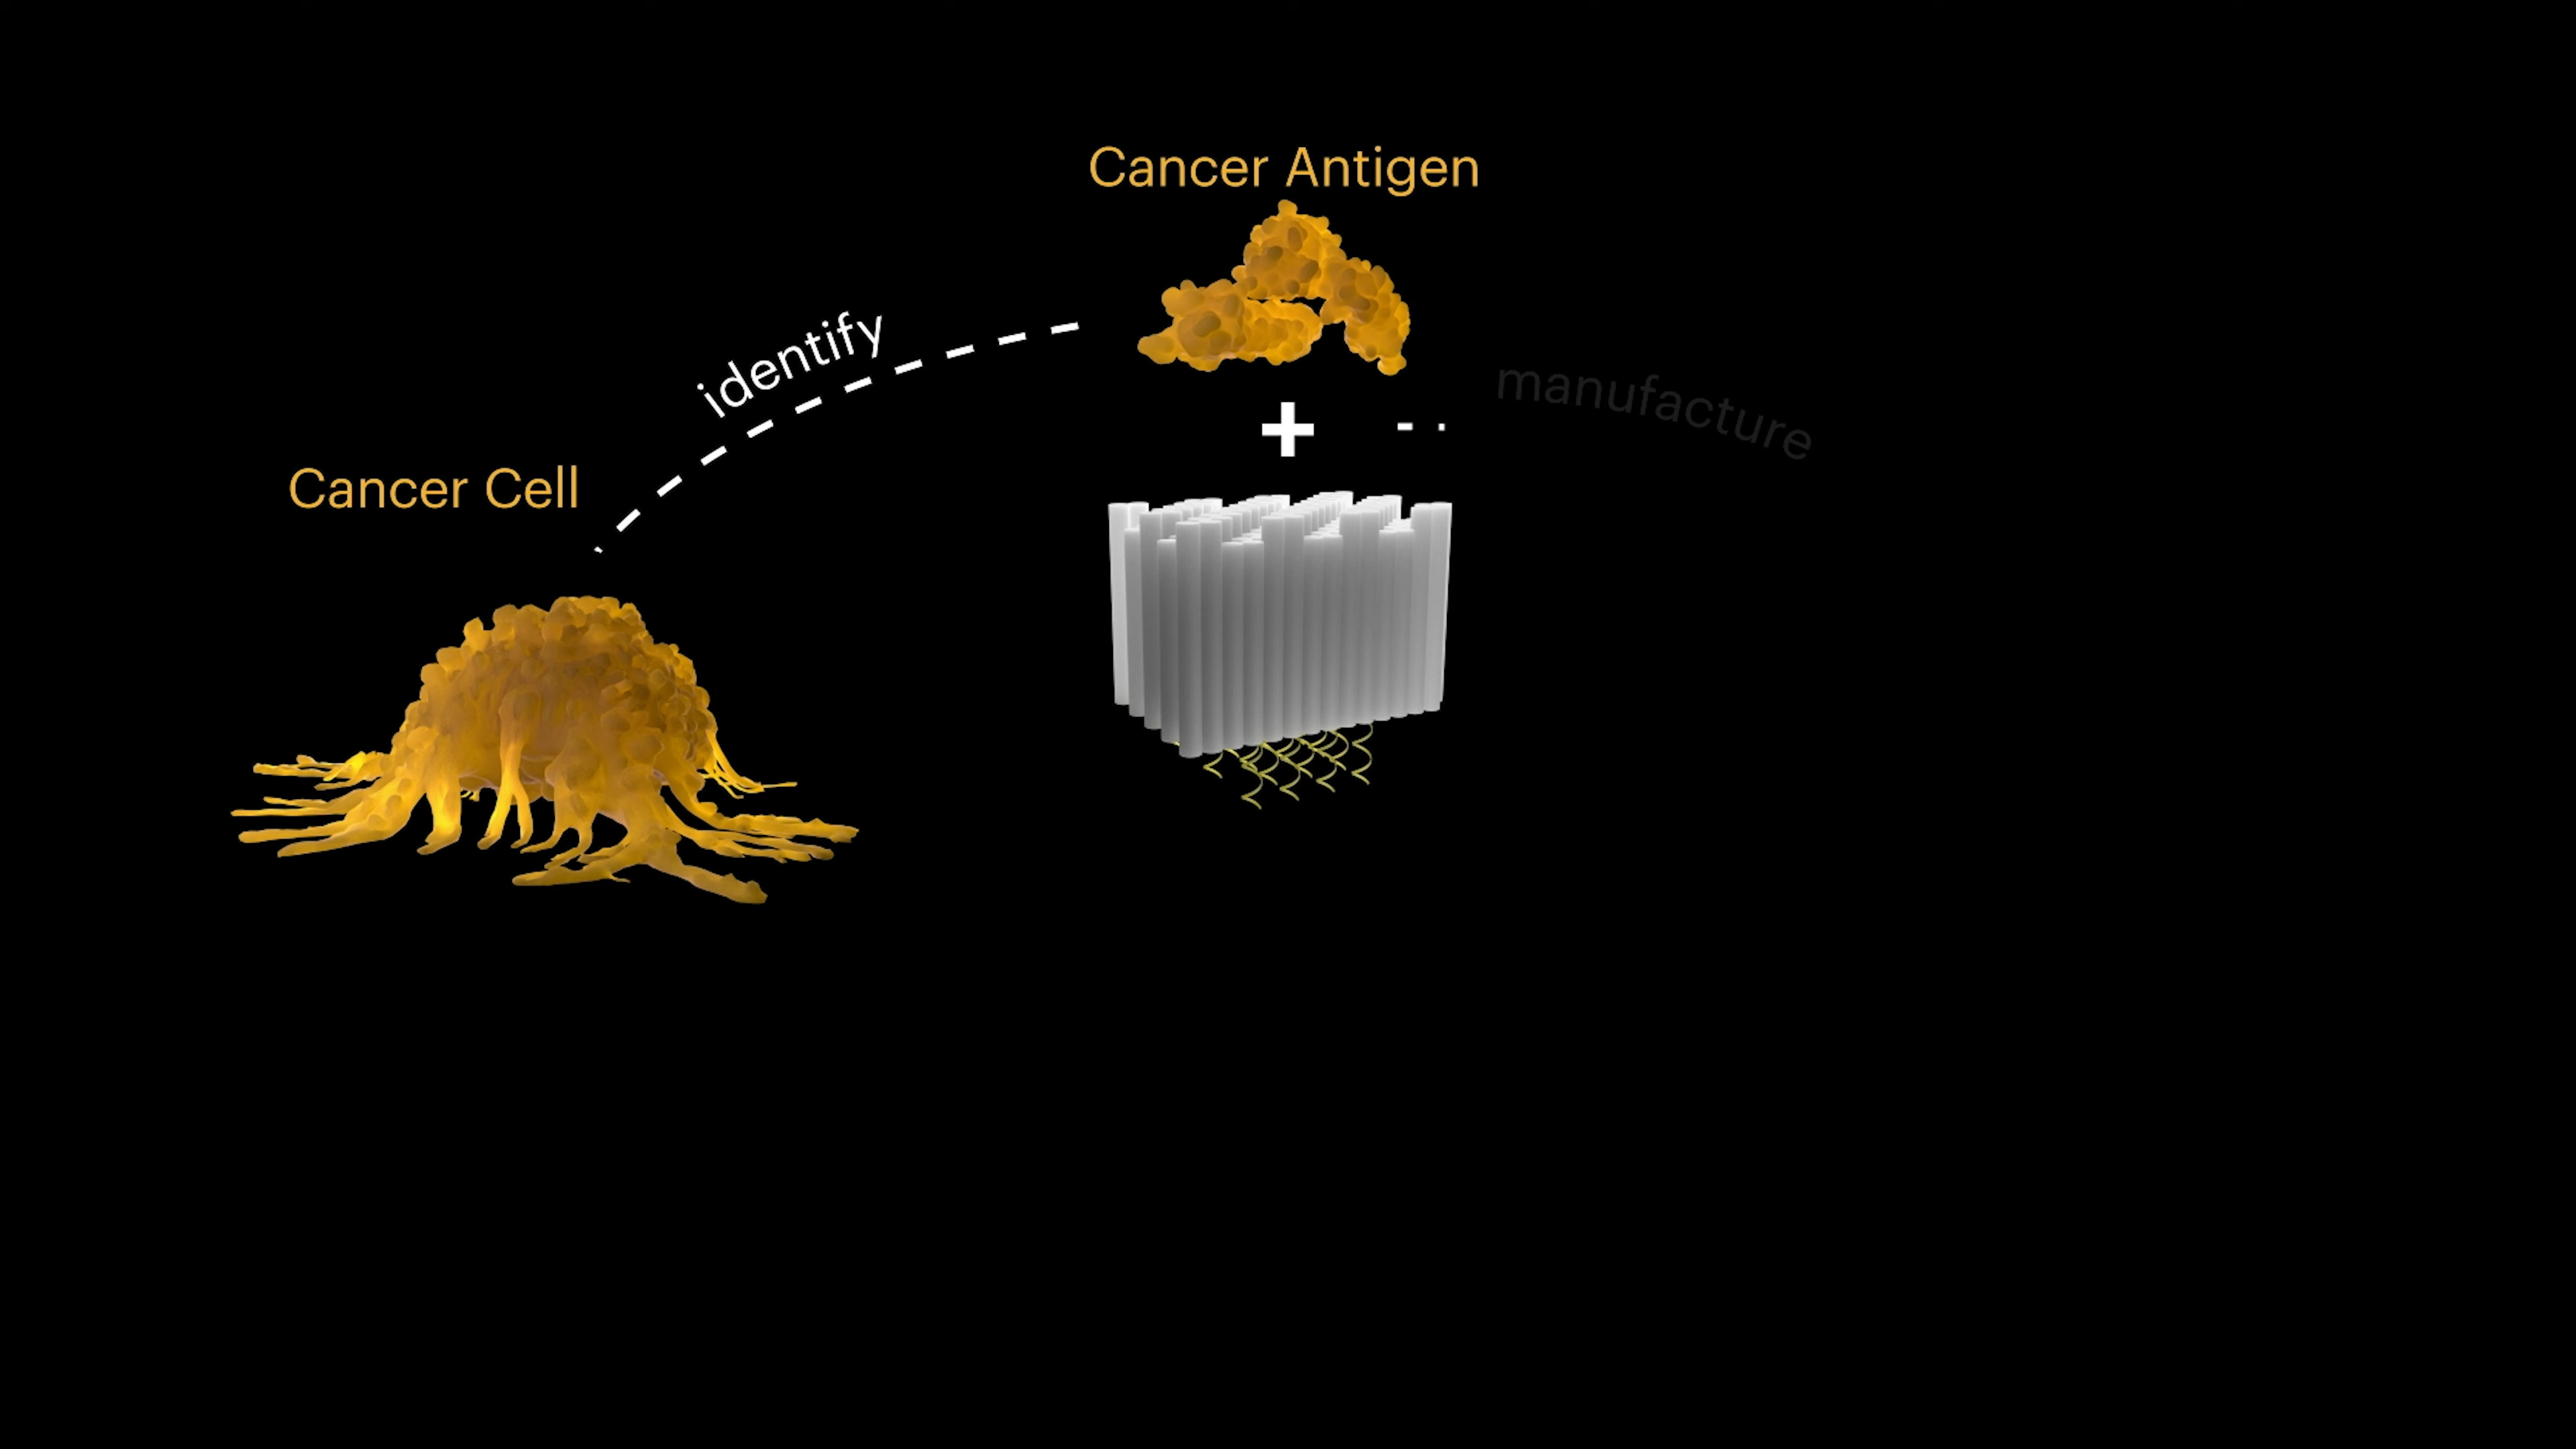 Cancer Antigen
identify
manufacture
Cancer Cell
+